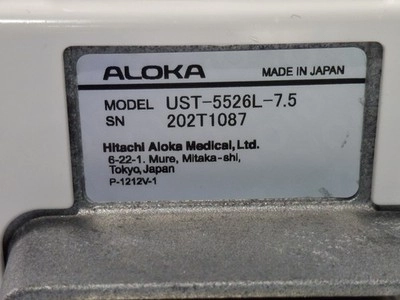 ALOKA MADE IN JAPAN
MODEL UST-5526L-7.5
SN 202T1087
Hitachi Aloka Medical,Ltd.
6-22-1. Mure, Mitaka-shi,
Tokyo,Japan
P-1212V-1